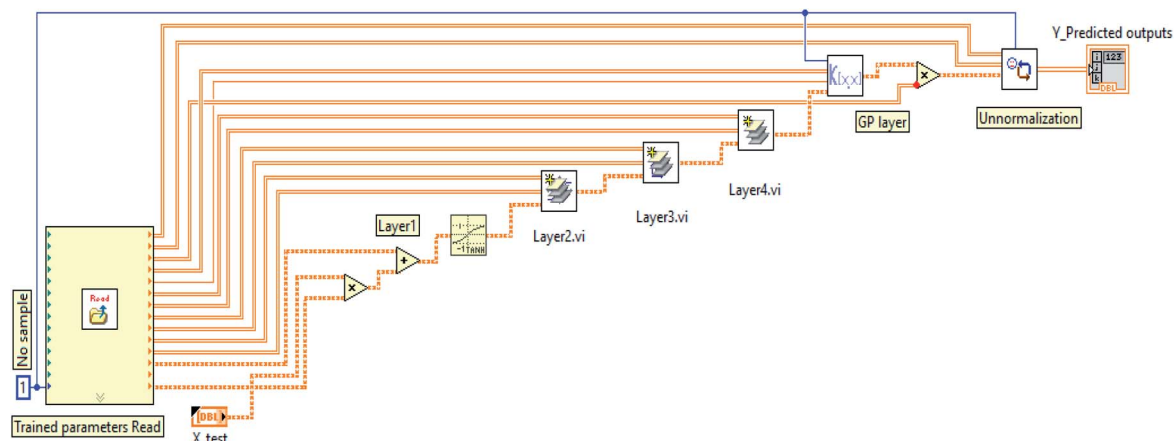 Y_Predicted outputs
123
DBL
K[x,x]
GP layer
Unnormalization
Layer4.vi
Layer3.vi
Layer2.vi
Layer1
-1 TANH
+
x
x
Read
No sample
1
Trained parameters Read
[DBL]
X_test